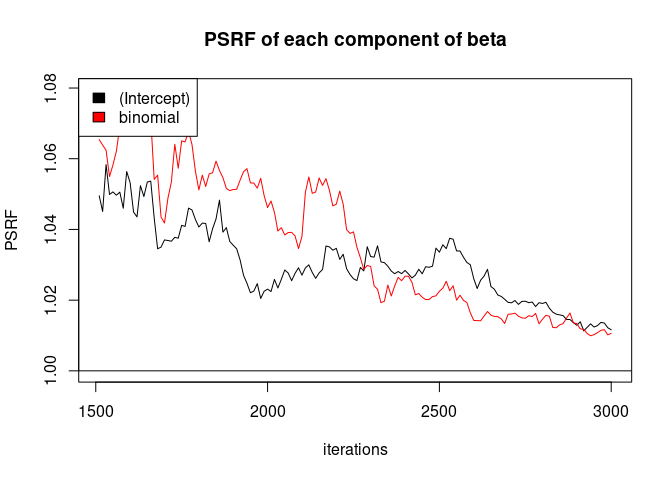 PSRF of each component of beta
(Intercept)
binomial
PSRF
1.08
1.06
1.04
1.02
1.00
1500 2000 2500 3000
iterations